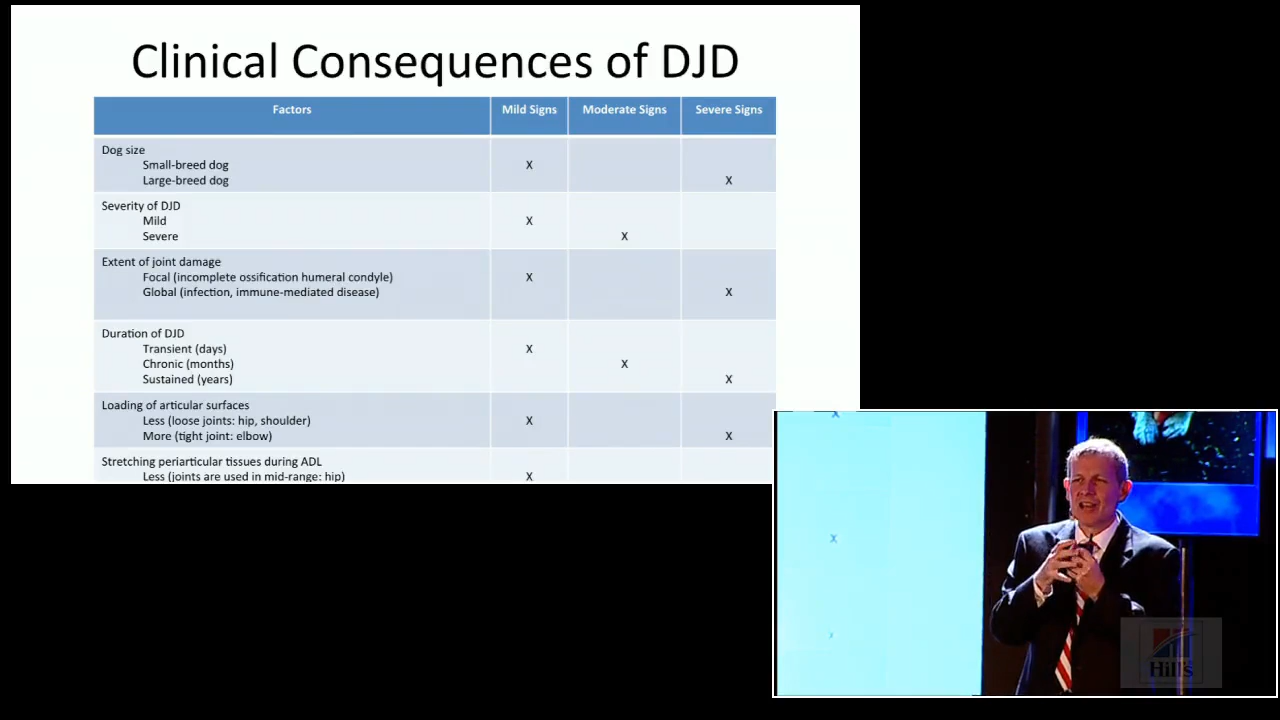 Clinical Consequences of DJD
Factors Mild Signs Moderate Signs Severe Signs
Dog size
Small-breed dog X
Large-breed dog X
Severity of DJD
Mild X
Severe X
Extent of joint damage
Focal (incomplete ossification humeral condyle) X
Global (infection, immune-mediated disease) X
Duration of DJD
Transient (days) X
Chronic (months) X
Sustained (years) X
Loading of articular surfaces
Less (loose joints: hip, shoulder) X
More (tight joint: elbow) X
Stretching periarticular tissues during ADL
Less (joints are used in mid-range: hip) X
X
X
X
Hill's